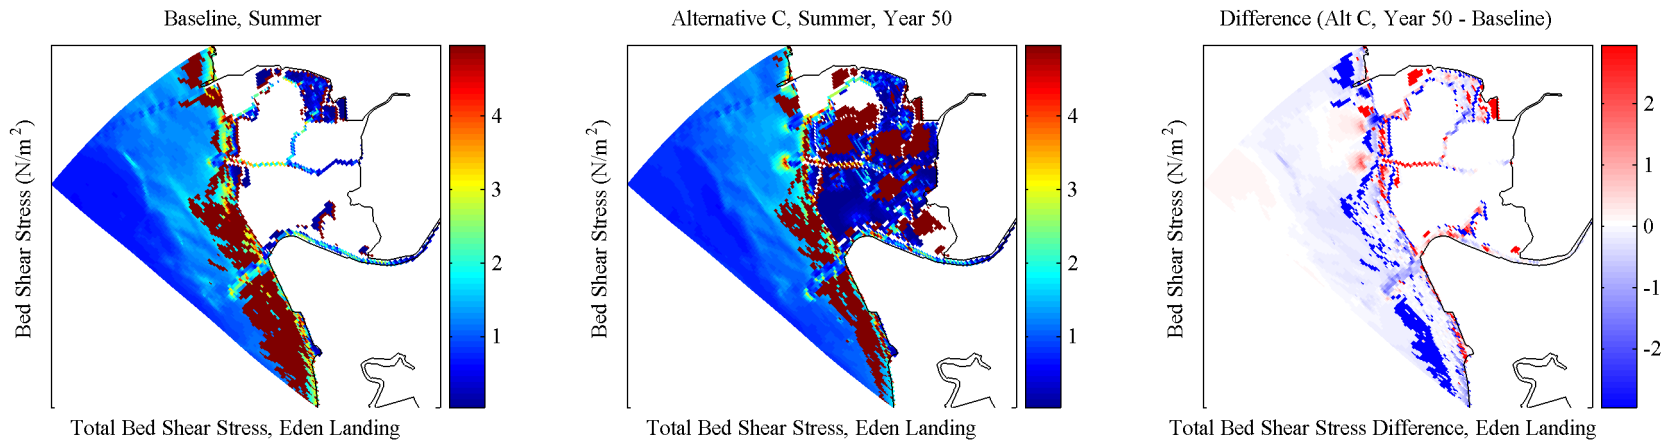 Baseline, Summer
Bed Shear Stress (N/m²)
4
3
2
1
Total Bed Shear Stress, Eden Landing
Alternative C, Summer, Year 50
Bed Shear Stress (N/m²)
4
3
2
1
Total Bed Shear Stress, Eden Landing
Difference (Alt C, Year 50 - Baseline)
Bed Shear Stress (N/m²)
2
1
0
-1
-2
Total Bed Shear Stress Difference, Eden Landing